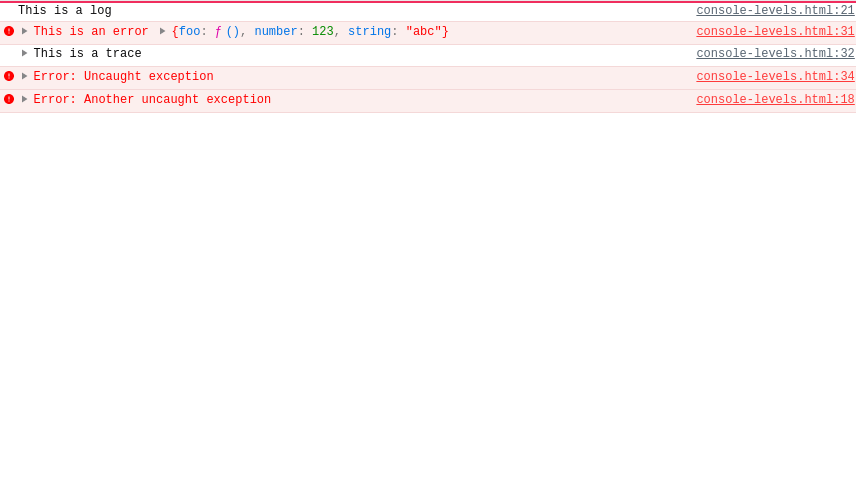 This is a log console-levels.html:21
This is an error {foo: ƒ (), number: 123, string: "abc"} console-levels.html:31
This is a trace console-levels.html:32
Error: Uncaught exception console-levels.html:34
Error: Another uncaught exception console-levels.html:18